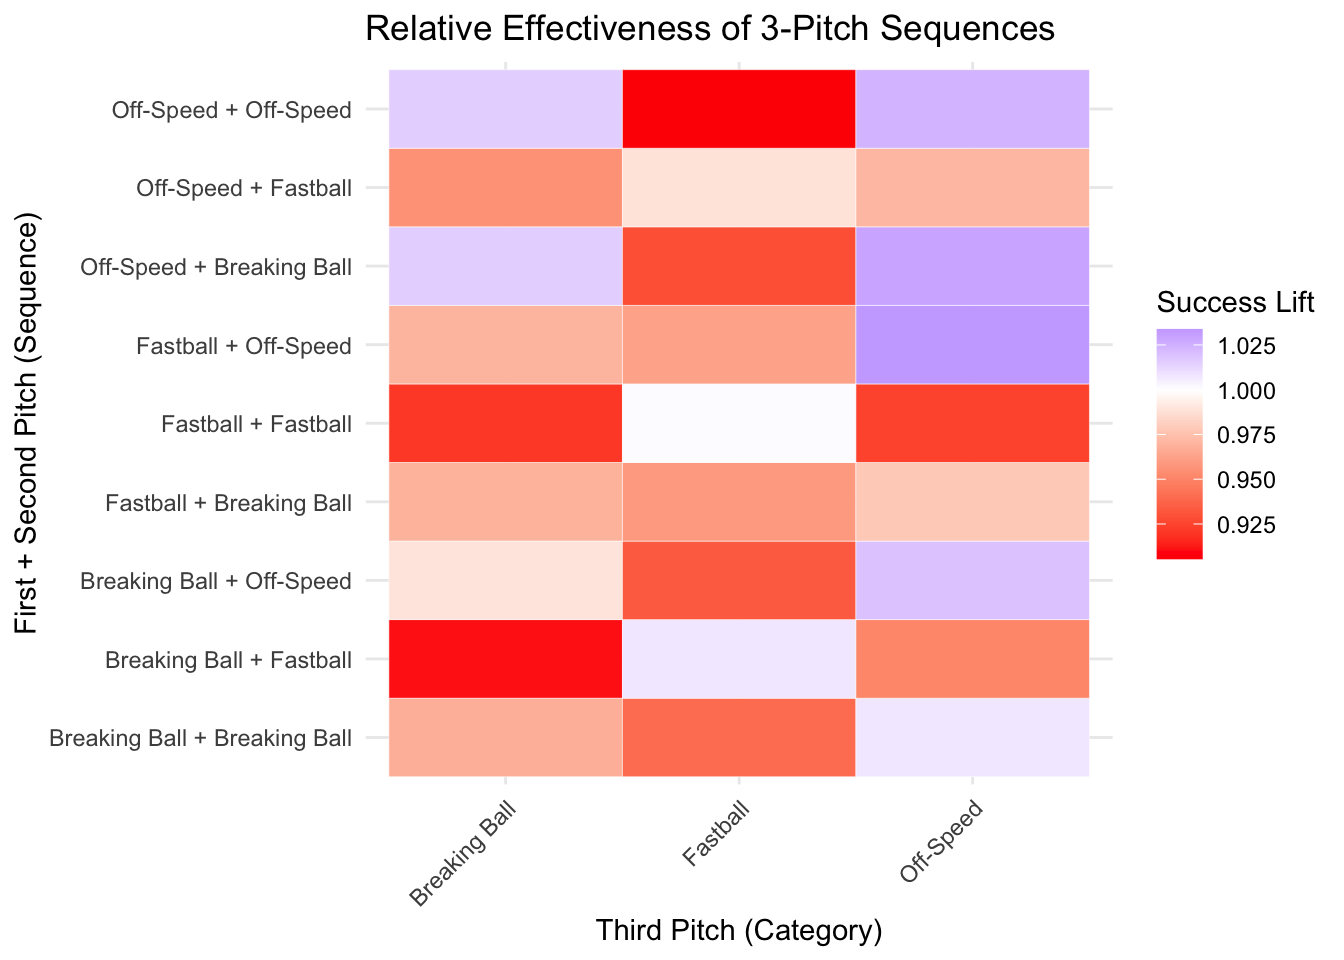 Relative Effectiveness of 3-Pitch Sequences
First + Second Pitch (Sequence)
Off-Speed + Off-Speed
Off-Speed + Fastball
Off-Speed + Breaking Ball
Fastball + Off-Speed
Fastball + Fastball
Fastball + Breaking Ball
Breaking Ball + Off-Speed
Breaking Ball + Fastball
Breaking Ball + Breaking Ball
Breaking Ball
Fastball
Off-Speed
Third Pitch (Category)
Success Lift
1.025
1.000
0.975
0.950
0.925